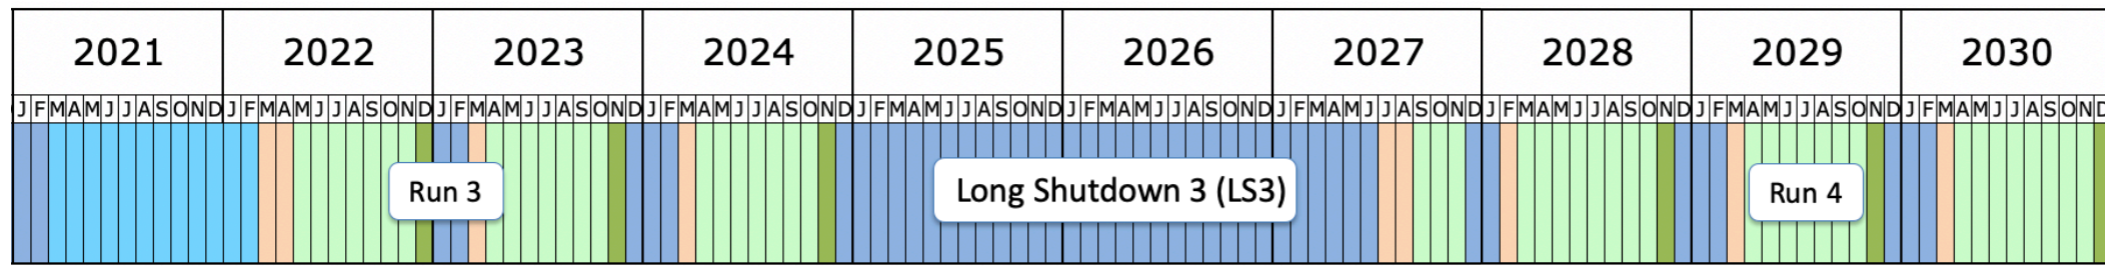 2021 2022 2023 2024 2025 2026 2027 2028 2029 2030
J F M A M J J A S O N D J F M A M J J A S O N D J F M A M J J A S O N D J F M A M J J A S O N D J F M A M J J A S O N D J F M A M J J A S O N D J F M A M J J A S O N D J F M A M J J A S O N D J F M A M J J A S O N D J F M A M J J A S O N D
Run 3 Long Shutdown 3 (LS3) Run 4